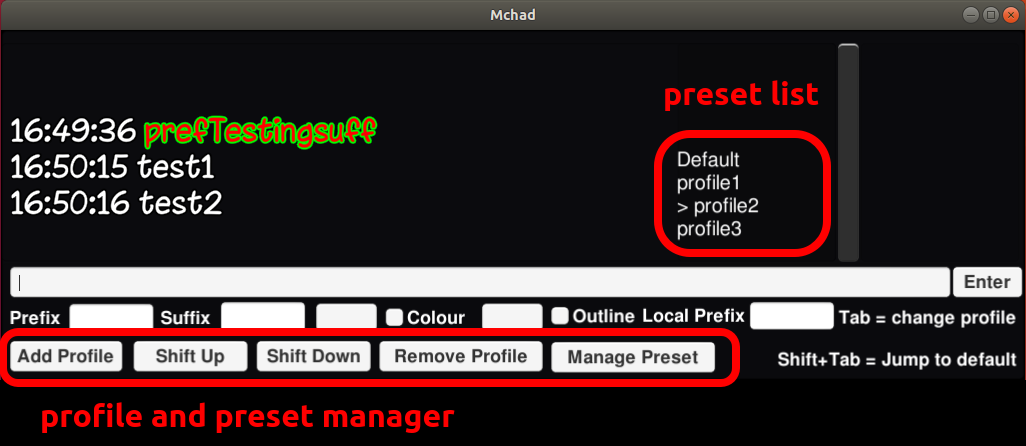 Mchad
preset list
16:49:36 prefTestingsuff
16:50:15 test1
16:50:16 test2
Default
profile1
> profile2
profile3
Enter
Prefix Suffix Colour Outline Local Prefix Tab = change profile
Add Profile Shift Up Shift Down Remove Profile Manage Preset Shift+Tab = Jump to default
profile and preset manager